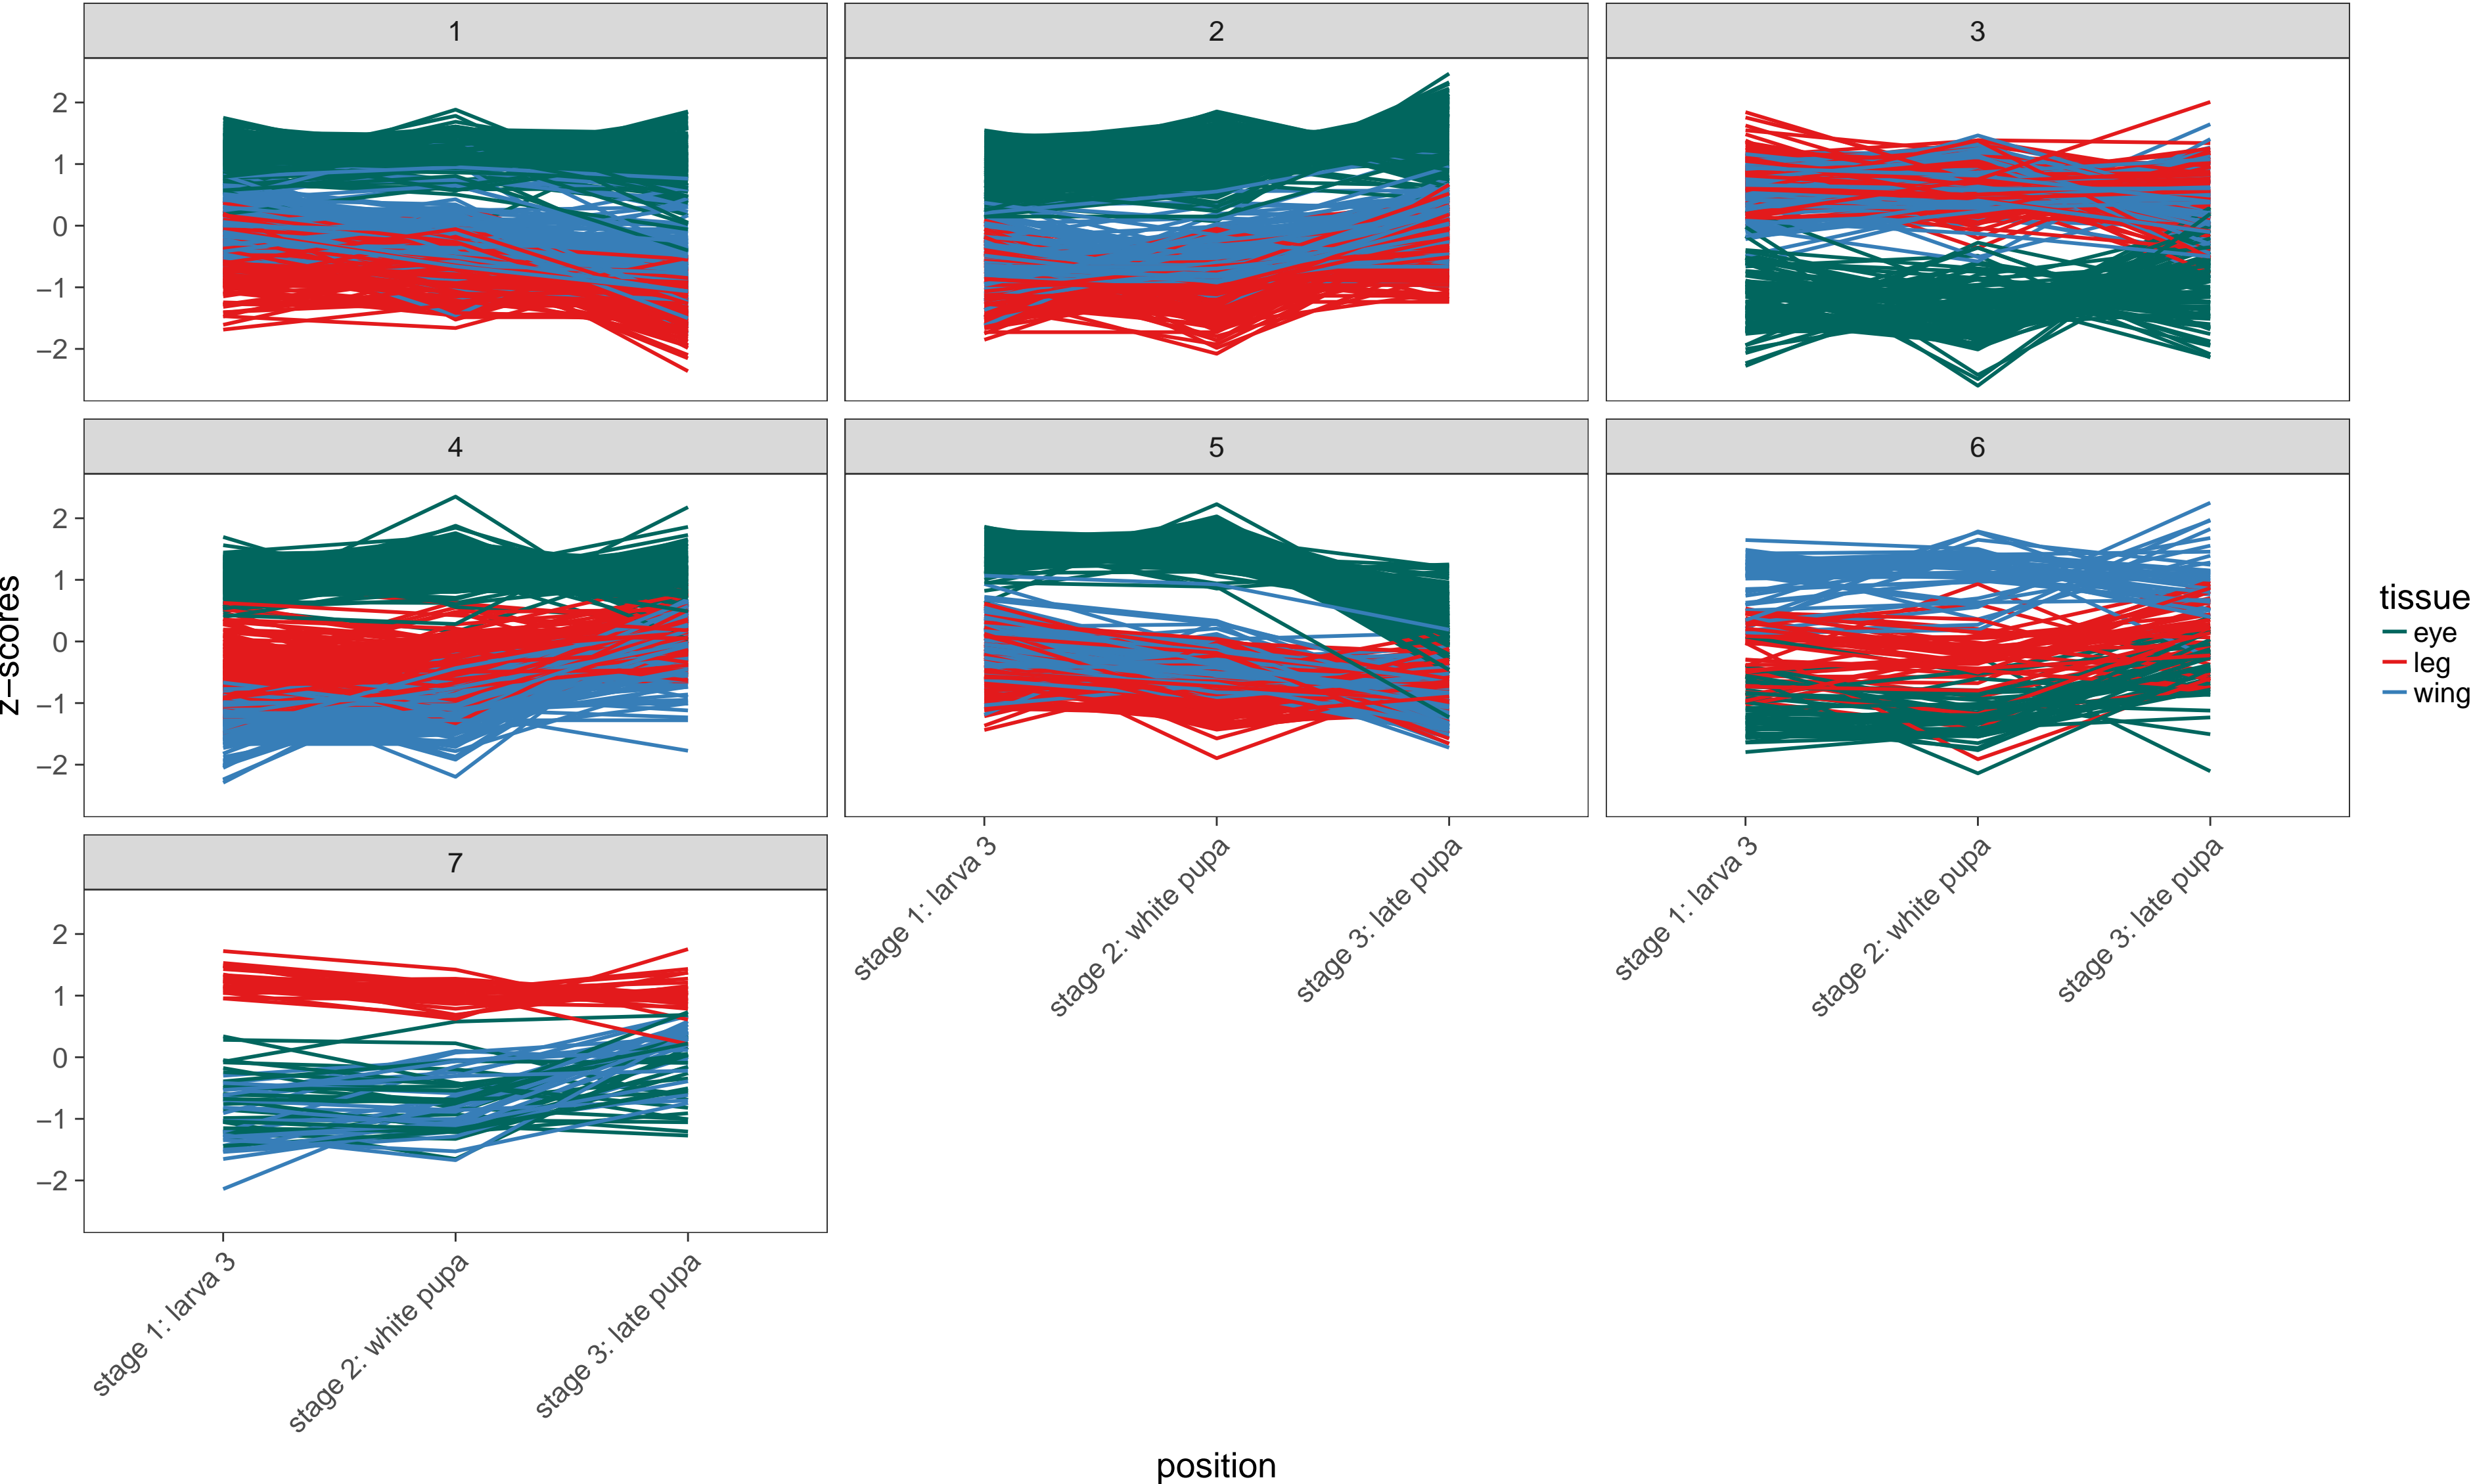 1
2
3
2
1
0
−1
−2
4
5
6
2
1
0
−1
−2
z−scores
tissue
eye
leg
wing
7
stage 1: larva 3
stage 2: white pupa
stage 3: late pupa
stage 1: larva 3
stage 2: white pupa
stage 3: late pupa
2
1
0
−1
−2
stage 1: larva 3
stage 2: white pupa
stage 3: late pupa
position